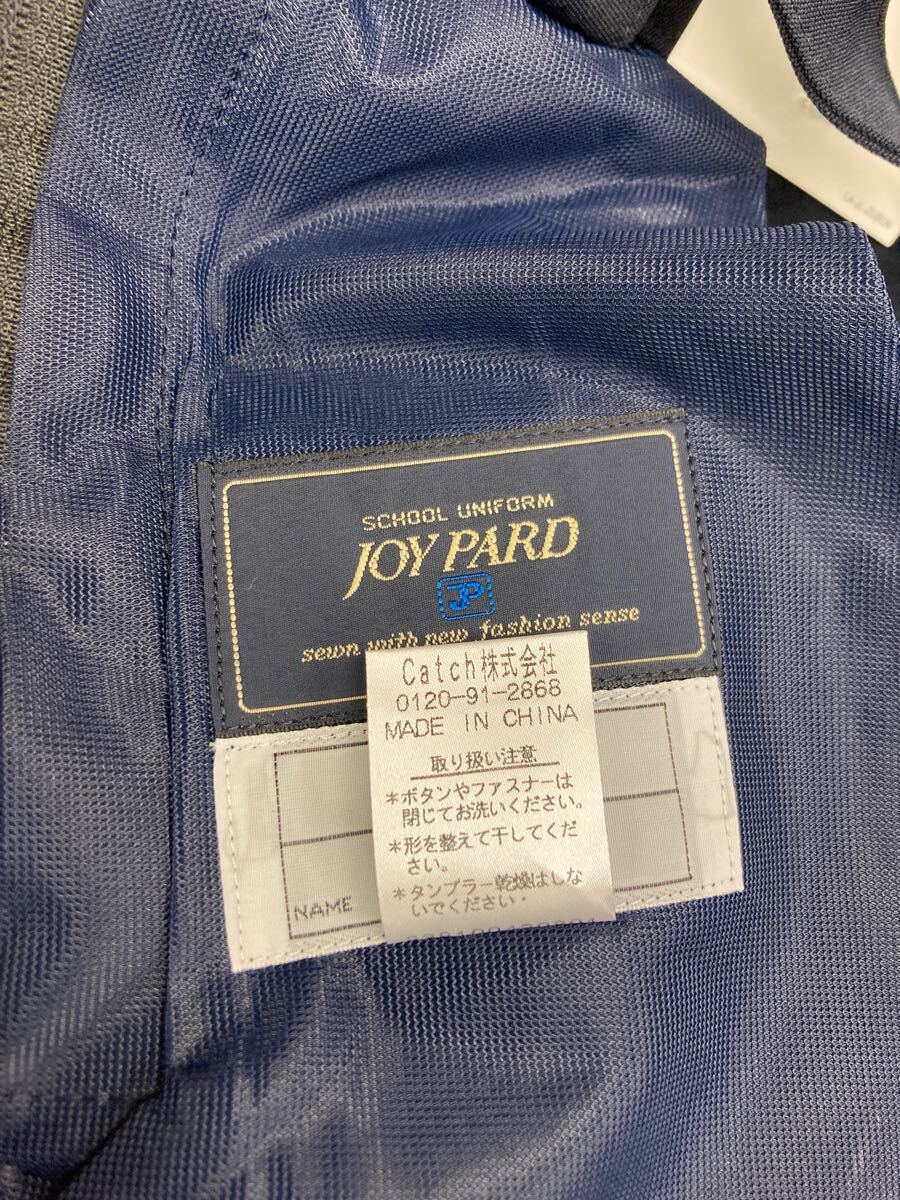 SCHOOL UNIFORM
JOY PARD
JP
sewn with new fashion sense
Catch株式会社
0120-91-2868
MADE IN CHINA
取り扱い注意
*ボタンやファスナーは
閉じてお洗いください。
*形を整えて干してくだ
さい。
*タンブラー乾燥はしな
いでください・
NAME